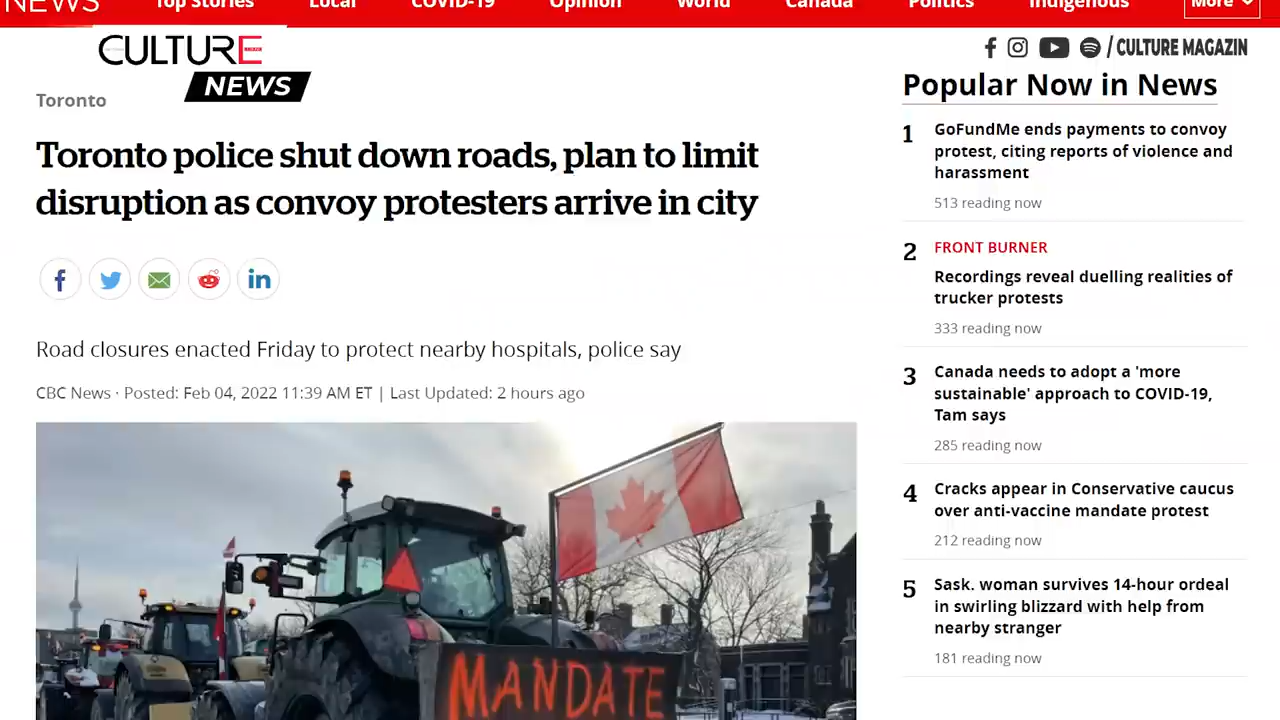 NEWS
Top Stories Local COVID-19 Opinion World Canada Politics Indigenous More
CULTURE
NEWS
/ CULTURE MAGAZIN
Toronto
Toronto police shut down roads, plan to limit
disruption as convoy protesters arrive in city
Road closures enacted Friday to protect nearby hospitals, police say
CBC News · Posted: Feb 04, 2022 11:39 AM ET | Last Updated: 2 hours ago
MANDATE
Popular Now in News
1 GoFundMe ends payments to convoy
protest, citing reports of violence and
harassment
513 reading now
2 FRONT BURNER
Recordings reveal duelling realities of
trucker protests
333 reading now
3 Canada needs to adopt a 'more
sustainable' approach to COVID-19,
Tam says
285 reading now
4 Cracks appear in Conservative caucus
over anti-vaccine mandate protest
212 reading now
5 Sask. woman survives 14-hour ordeal
in swirling blizzard with help from
nearby stranger
181 reading now